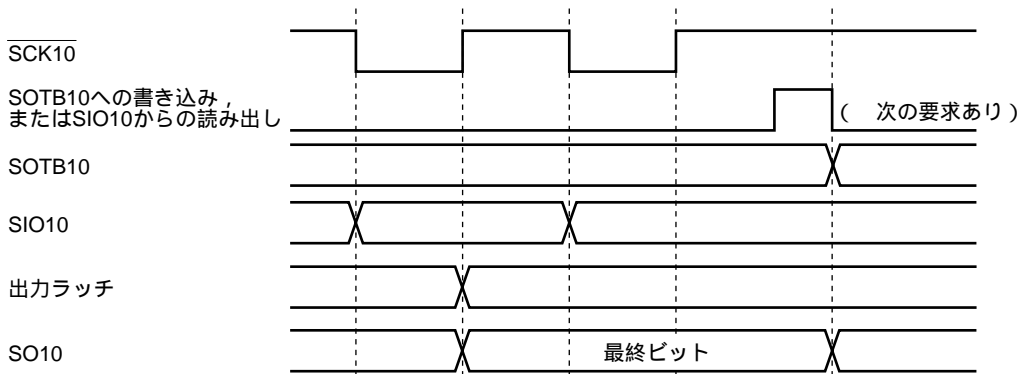 SCK10
SOTB10への書き込み，
またはSIO10からの読み出し
( 次の要求あり )
SOTB10
SIO10
出力ラッチ
SO10
最終ビット